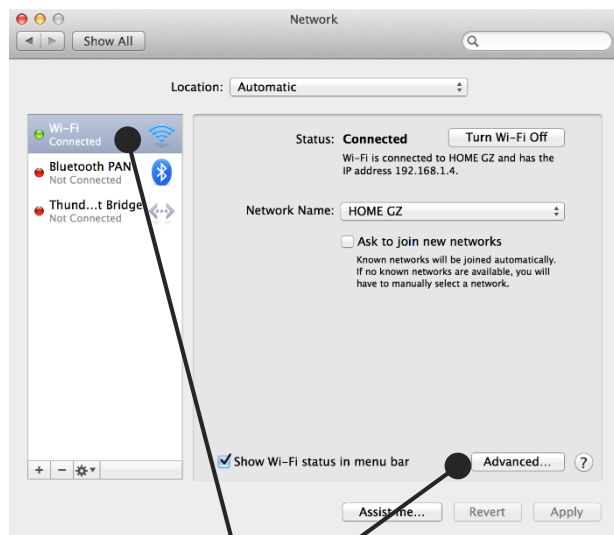 Network
Show All
Location: Automatic
Wi-Fi
Connected
Bluetooth PAN
Not Connected
Thund...t Bridge
Not Connected
Status: Connected
Turn Wi-Fi Off
Wi-Fi is connected to HOME GZ and has the
IP address 192.168.1.4.
Network Name: HOME GZ
Ask to join new networks
Known networks will be joined automatically.
If no known networks are available, you will
have to manually select a network.
+ −
Show Wi-Fi status in menu bar
Advanced... ?
Assist me... Revert Apply